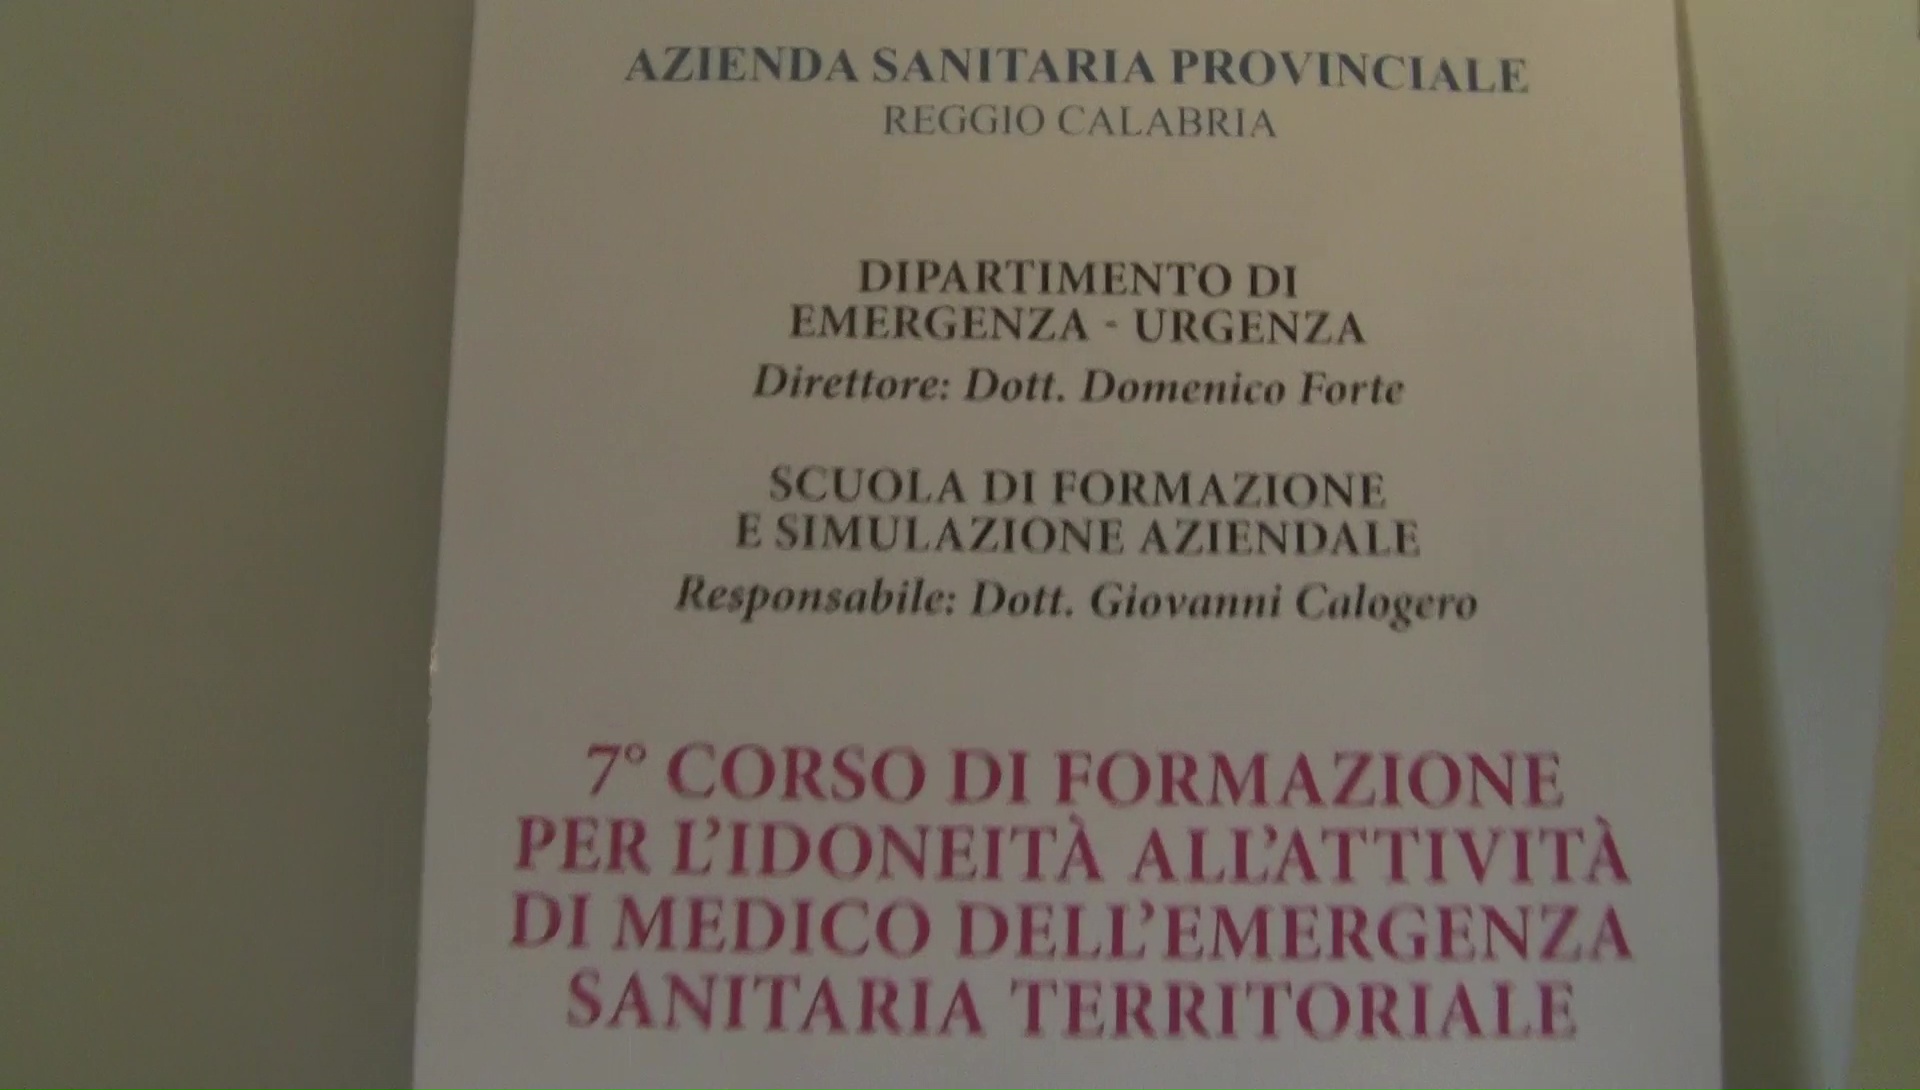 AZIENDA SANITARIA PROVINCIALE
REGGIO CALABRIA
DIPARTIMENTO DI
EMERGENZA - URGENZA
Direttore: Dott. Domenico Forte
SCUOLA DI FORMAZIONE
E SIMULAZIONE AZIENDALE
Responsabile: Dott. Giovanni Calogero
7° CORSO DI FORMAZIONE
PER L’IDONEITÀ ALL’ATTIVITÀ
DI MEDICO DELL’EMERGENZA
SANITARIA TERRITORIALE